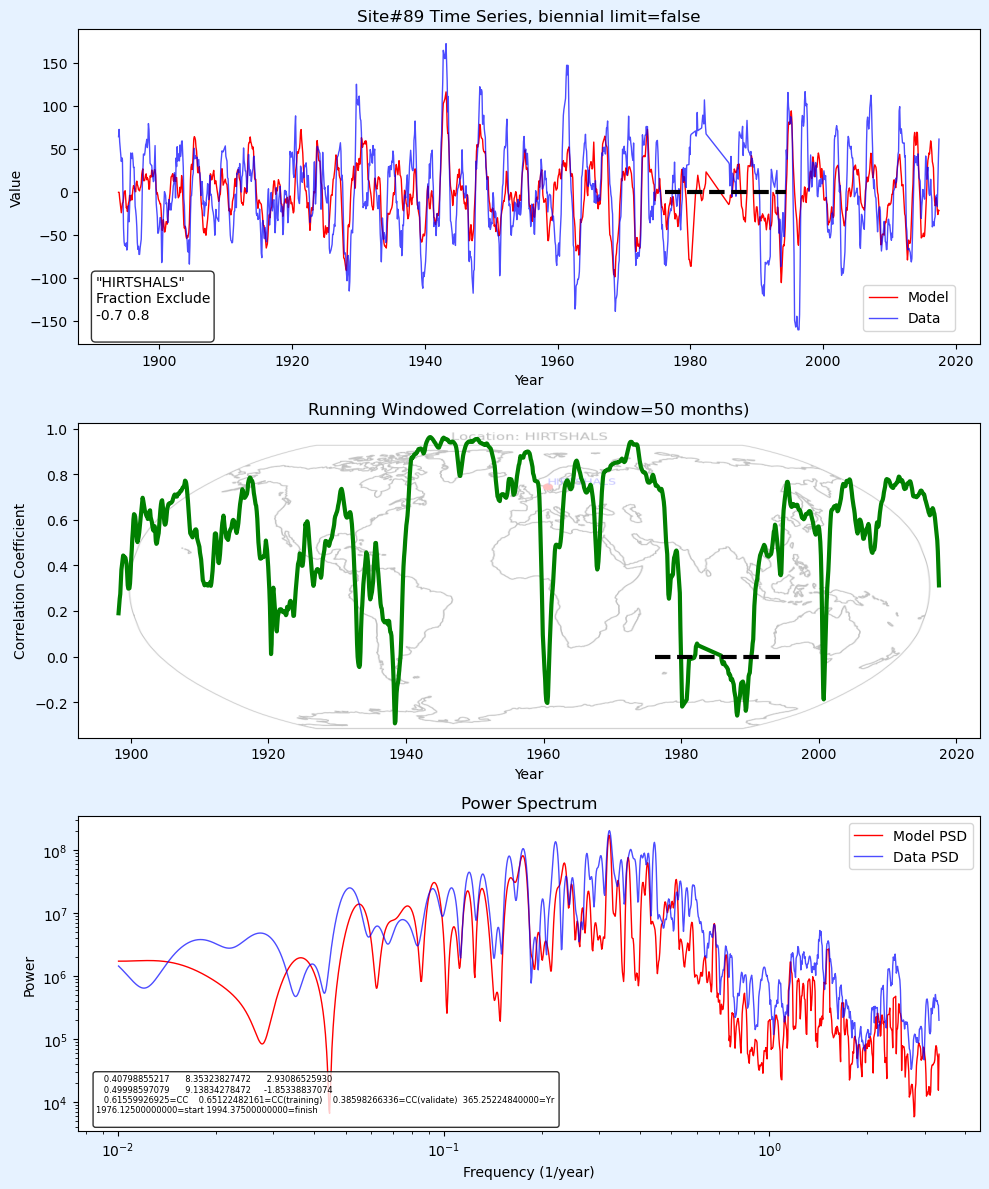 Site#89 Time Series, biennial limit=false
Value
150
100
50
0
−50
−100
−150
"HIRTSHALS"
Fraction Exclude
-0.7 0.8
Model
Data
1900
1920
1940
1960
1980
2000
2020
Year
Running Windowed Correlation (window=50 months)
Location: HIRTSHALS
HIRTSHALS
Correlation Coefficient
1.0
0.8
0.6
0.4
0.2
0.0
−0.2
1900
1920
1940
1960
1980
2000
2020
Year
Power Spectrum
Model PSD
Data PSD
Power
10^8
10^7
10^6
10^5
10^4
0.40798855217 8.35323827472 2.93086525930
0.49998597079 9.13834278472 -1.85338837074
0.61559926925=CC 0.65122482161=CC(training) 0.38598266336=CC(validate) 365.25224840000=Yr
1976.12500000000=start 1994.37500000000=finish
10^−2
10^−1
10^0
Frequency (1/year)